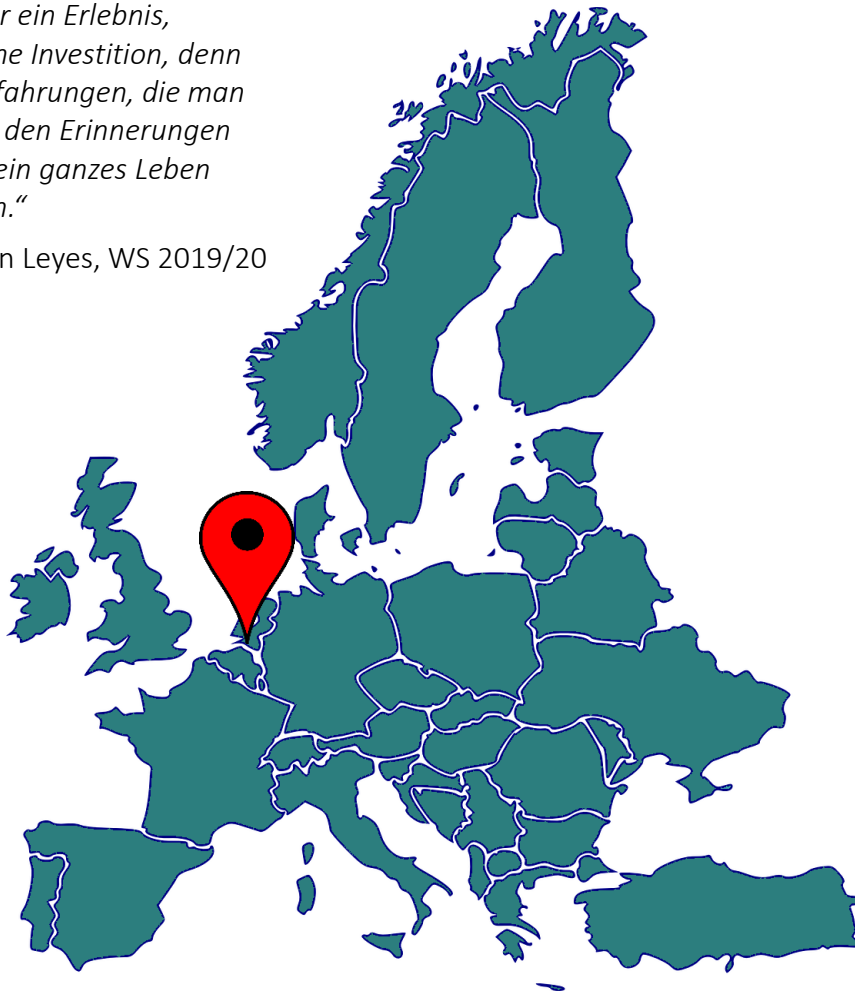 r ein Erlebnis,
ne Investition, denn
fahrungen, die man
den Erinnerungen
ein ganzes Leben
n.“
n Leyes, WS 2019/20